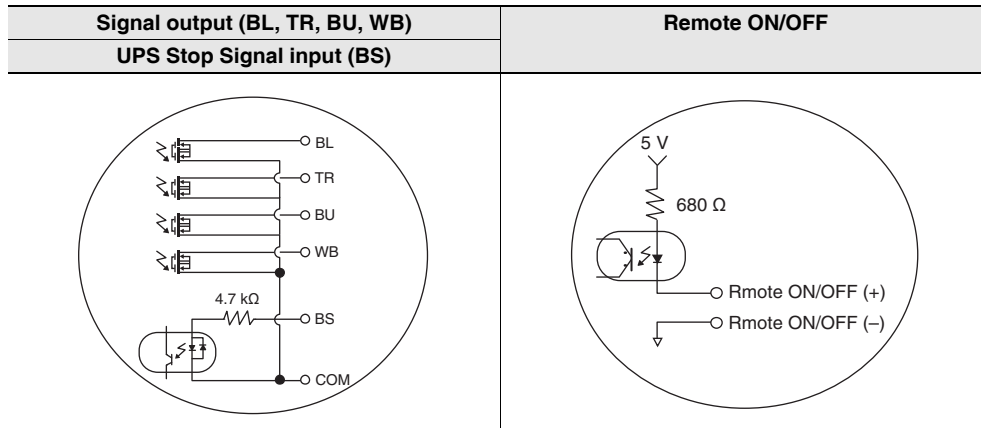 Signal output (BL, TR, BU, WB)
UPS Stop Signal input (BS)
Remote ON/OFF
BL
TR
BU
WB
4.7 kΩ
BS
COM
5 V
680 Ω
Rmote ON/OFF (+)
Rmote ON/OFF (–)